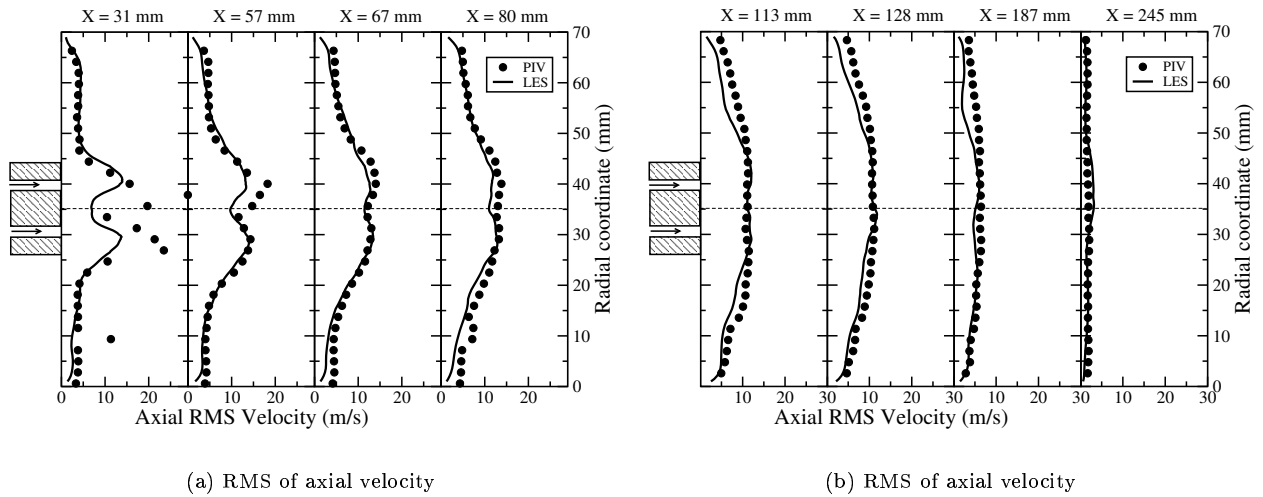 X = 31 mm X = 57 mm X = 67 mm X = 80 mm
70
60
50
40
30
20
10
0
Radial coordinate (mm)
PIV
LES
0 10 20 0 10 20 0 10 20 0 10 20
Axial RMS Velocity (m/s)
(a) RMS of axial velocity
X = 113 mm X = 128 mm X = 187 mm X = 245 mm
70
60
50
40
30
20
10
0
Radial coordinate (mm)
PIV
LES
10 20 30 10 20 30 10 20 30 10 20 30
Axial RMS Velocity (m/s)
(b) RMS of axial velocity